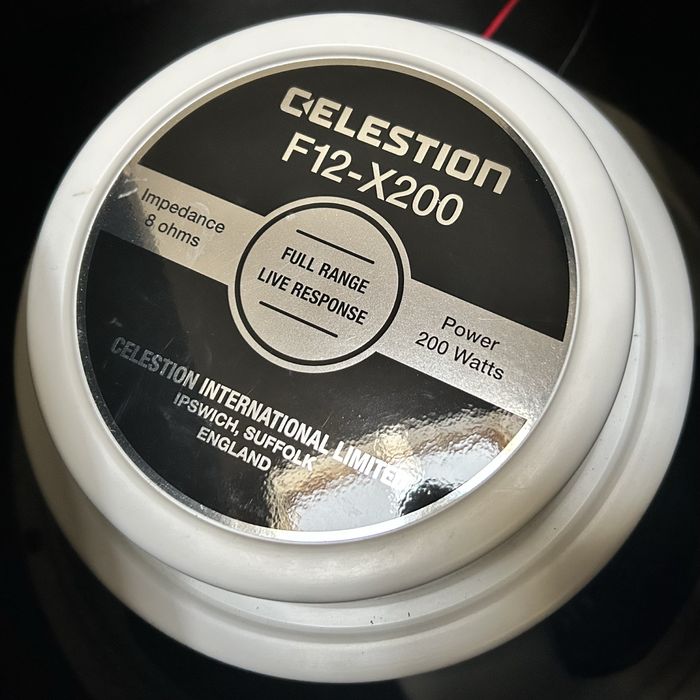 CELESTION
F12-X200
Impedance
8 ohms
FULL RANGE
LIVE RESPONSE
Power
200 Watts
CELESTION INTERNATIONAL LIMITED
IPSWICH, SUFFOLK
ENGLAND